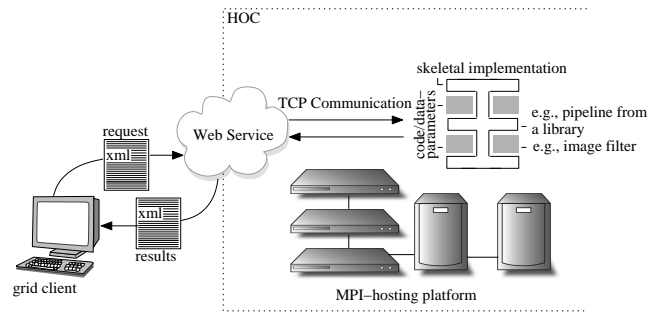 HOC
skeletal implementation
TCP Communication
code/data−
parameters
e.g., pipeline from
a library
e.g., image filter
Web Service
request
xml
xml
results
grid client
MPI−hosting platform